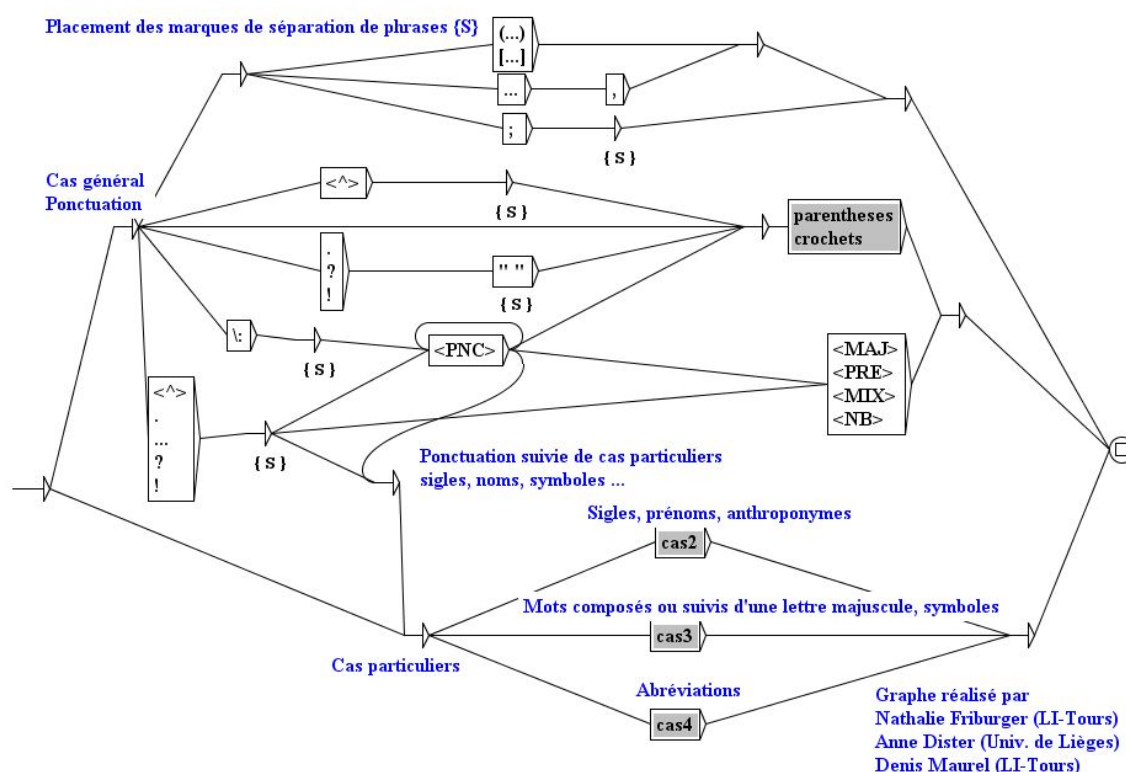 Placement des marques de séparation de phrases {S}
(...)
[...]
...
,
;
{ S }
Cas général
Ponctuation
<^>
{ S }
parentheses
crochets
.
?
!
" "
{ S }
\:
{ S }
<PNC>
<MAJ>
<PRE>
<MIX>
<NB>
<^>
.
...
?
!
{ S }
Ponctuation suivie de cas particuliers
sigles, noms, symboles ...
Sigles, prénoms, anthroponymes
cas2
Mots composés ou suivis d'une lettre majuscule, symboles
cas3
Cas particuliers
Abréviations
cas4
Graphe réalisé par
Nathalie Friburger (LI-Tours)
Anne Dister (Univ. de Lièges)
Denis Maurel (LI-Tours)